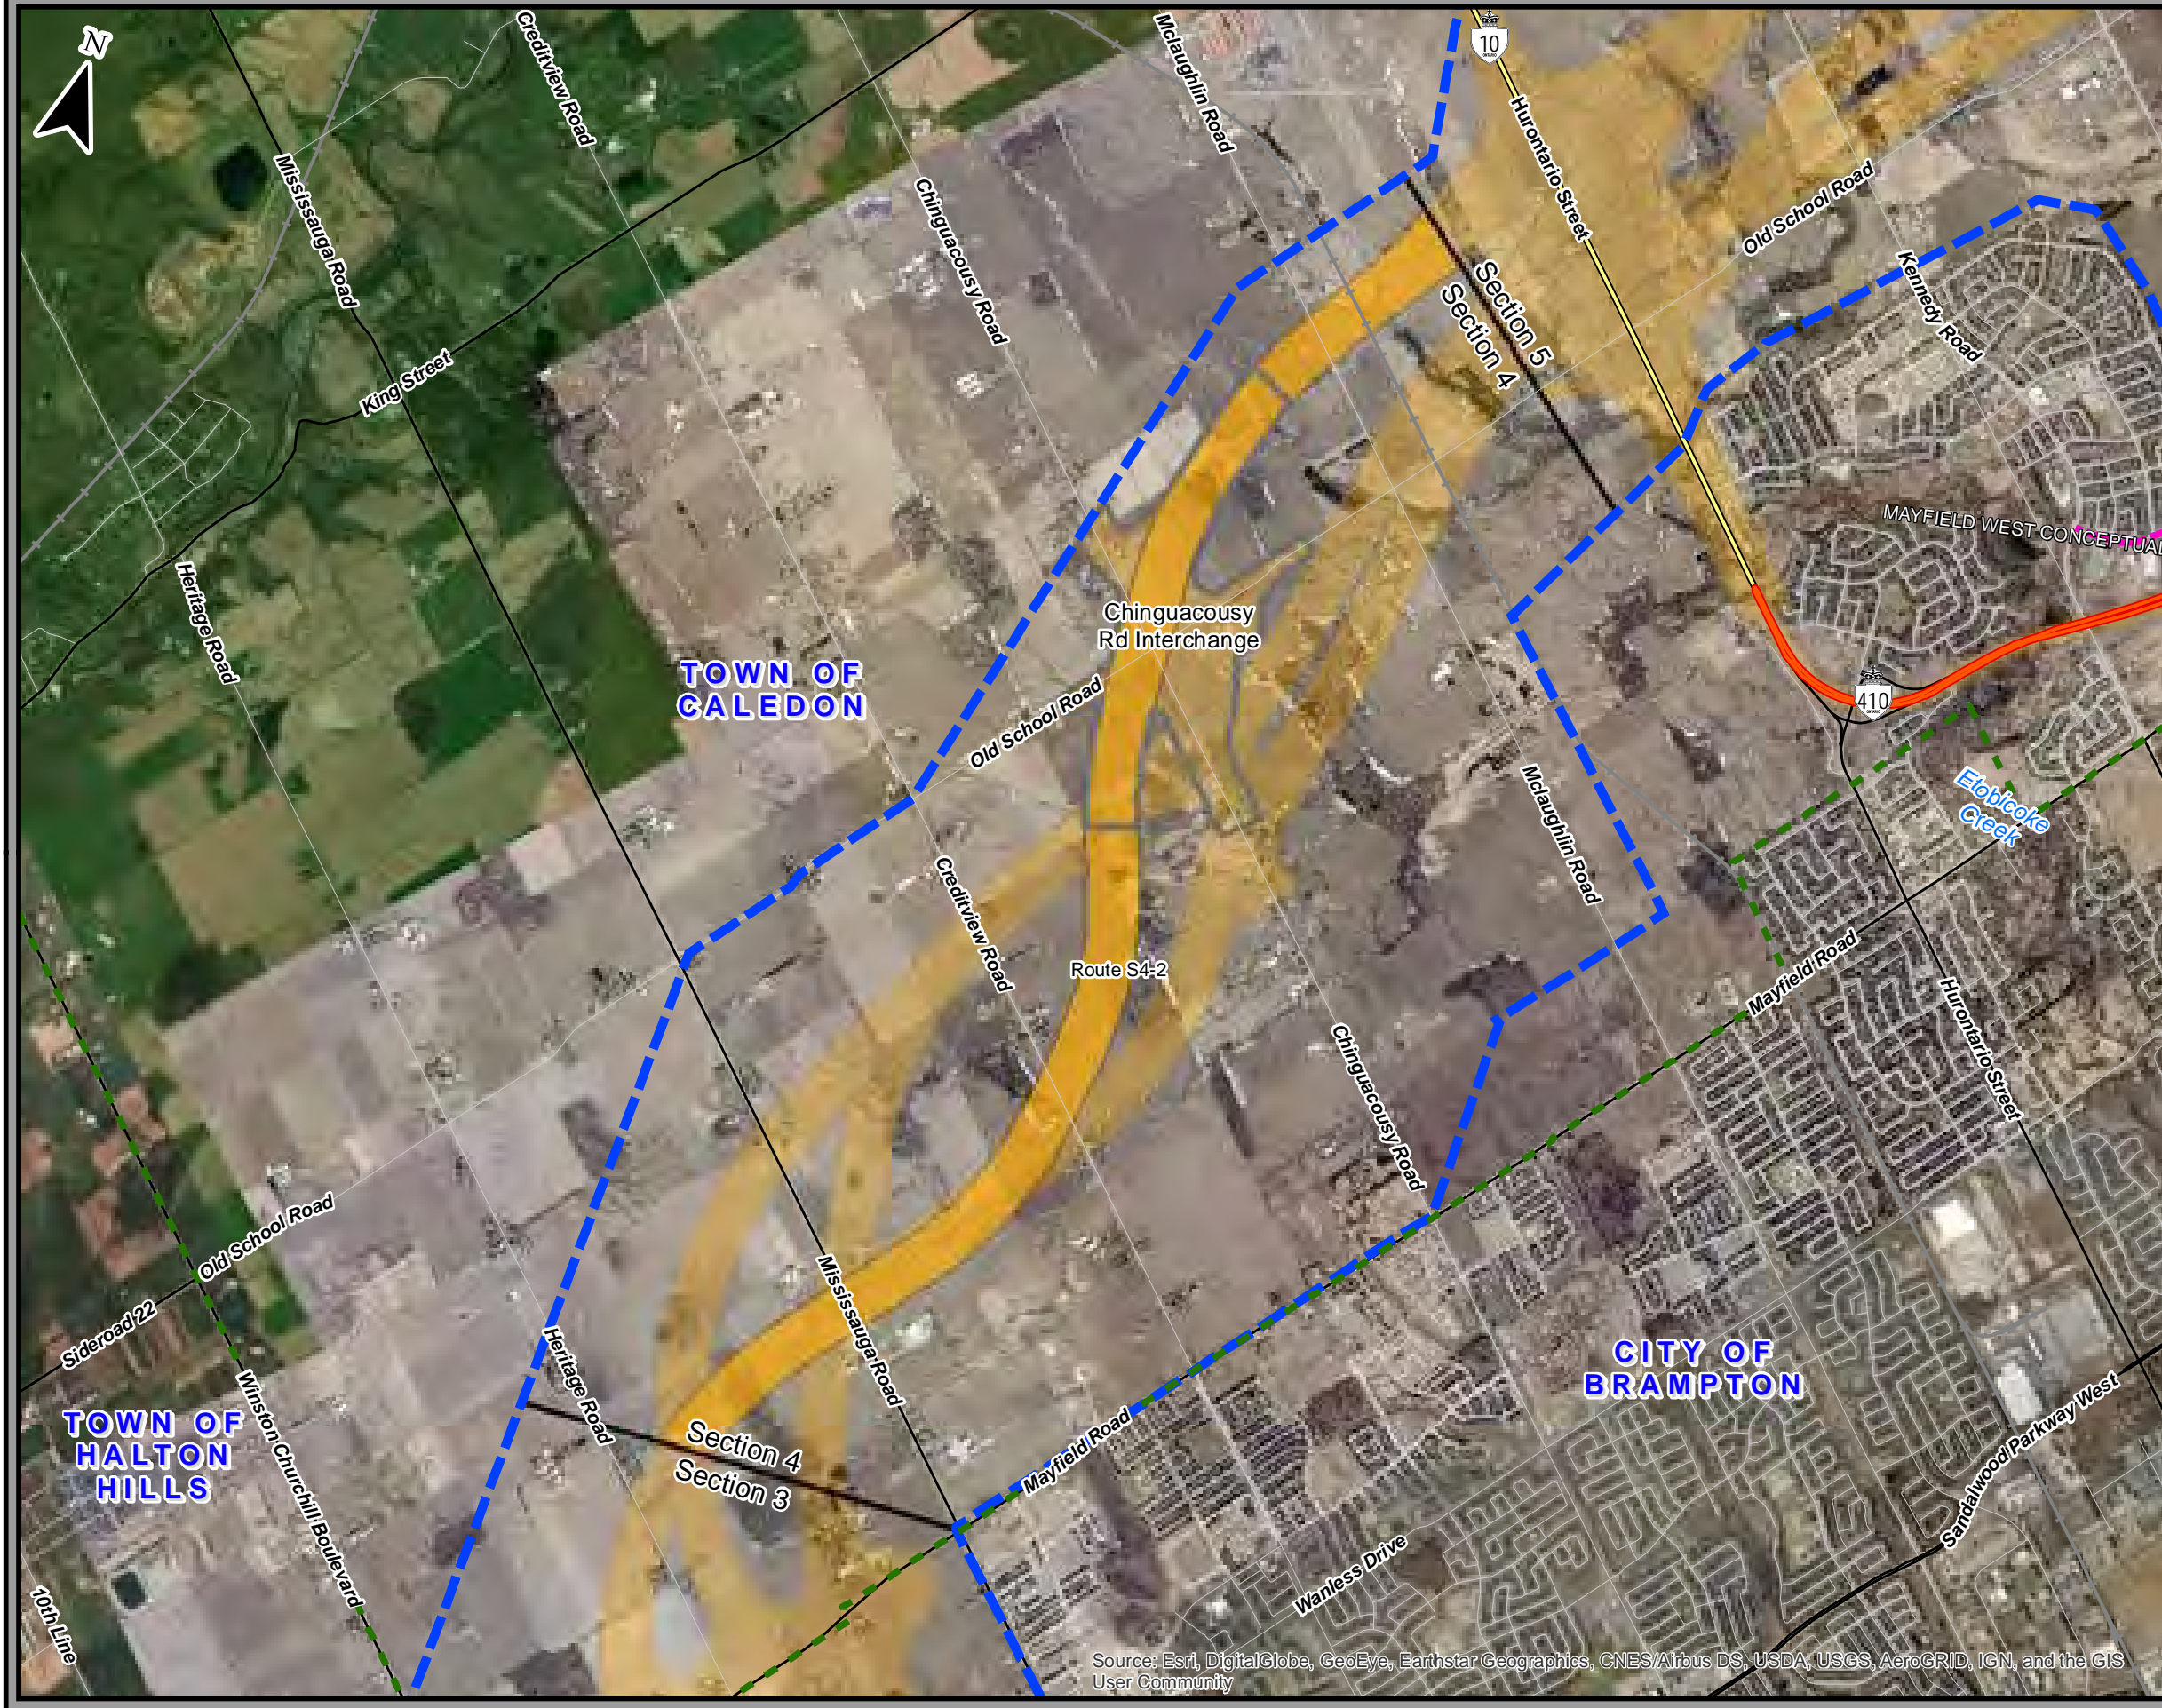 N
Creditview Road
Mclaughlin Road
10
ONTARIO
Hurontario Street
Mississauga Road
Chinguacousy Road
Old School Road
Kennedy Road
King Street
Section 5
Section 4
MAYFIELD WEST CONCEPTUAL
Heritage Road
Chinguacousy
Rd Interchange
TOWN OF
CALEDON
Old School Road
410
ONTARIO
Etobicoke
Creek
Mclaughlin Road
Creditview Road
Route S4-2
Mayfield Road
Hurontario Street
Chinguacousy Road
Old School Road
Sideroad 22
Mississauga Road
Heritage Road
CITY OF
BRAMPTON
Winston Churchill Boulevard
TOWN OF
HALTON
HILLS
Section 4
Section 3
Mayfield Road
Sandalwood Parkway West
Wanless Drive
10th Line
Source: Esri, DigitalGlobe, GeoEye, Earthstar Geographics, CNES/Airbus DS, USDA, USGS, AeroGRID, IGN, and the GIS
User Community